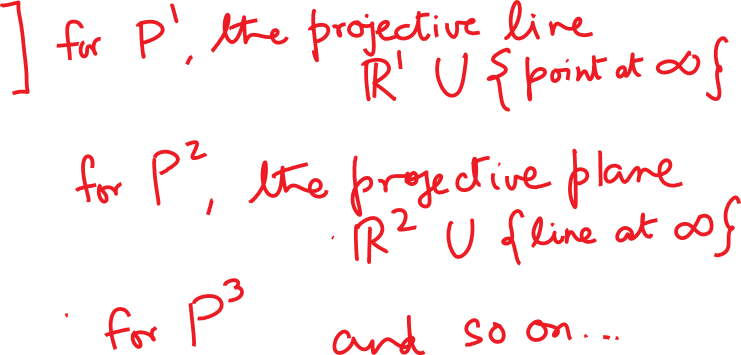 ] for P¹, the projective line
ℝ¹ ∪ {point at ∞}
for P², the projective plane
ℝ² ∪ {line at ∞}
for P³ and so on...